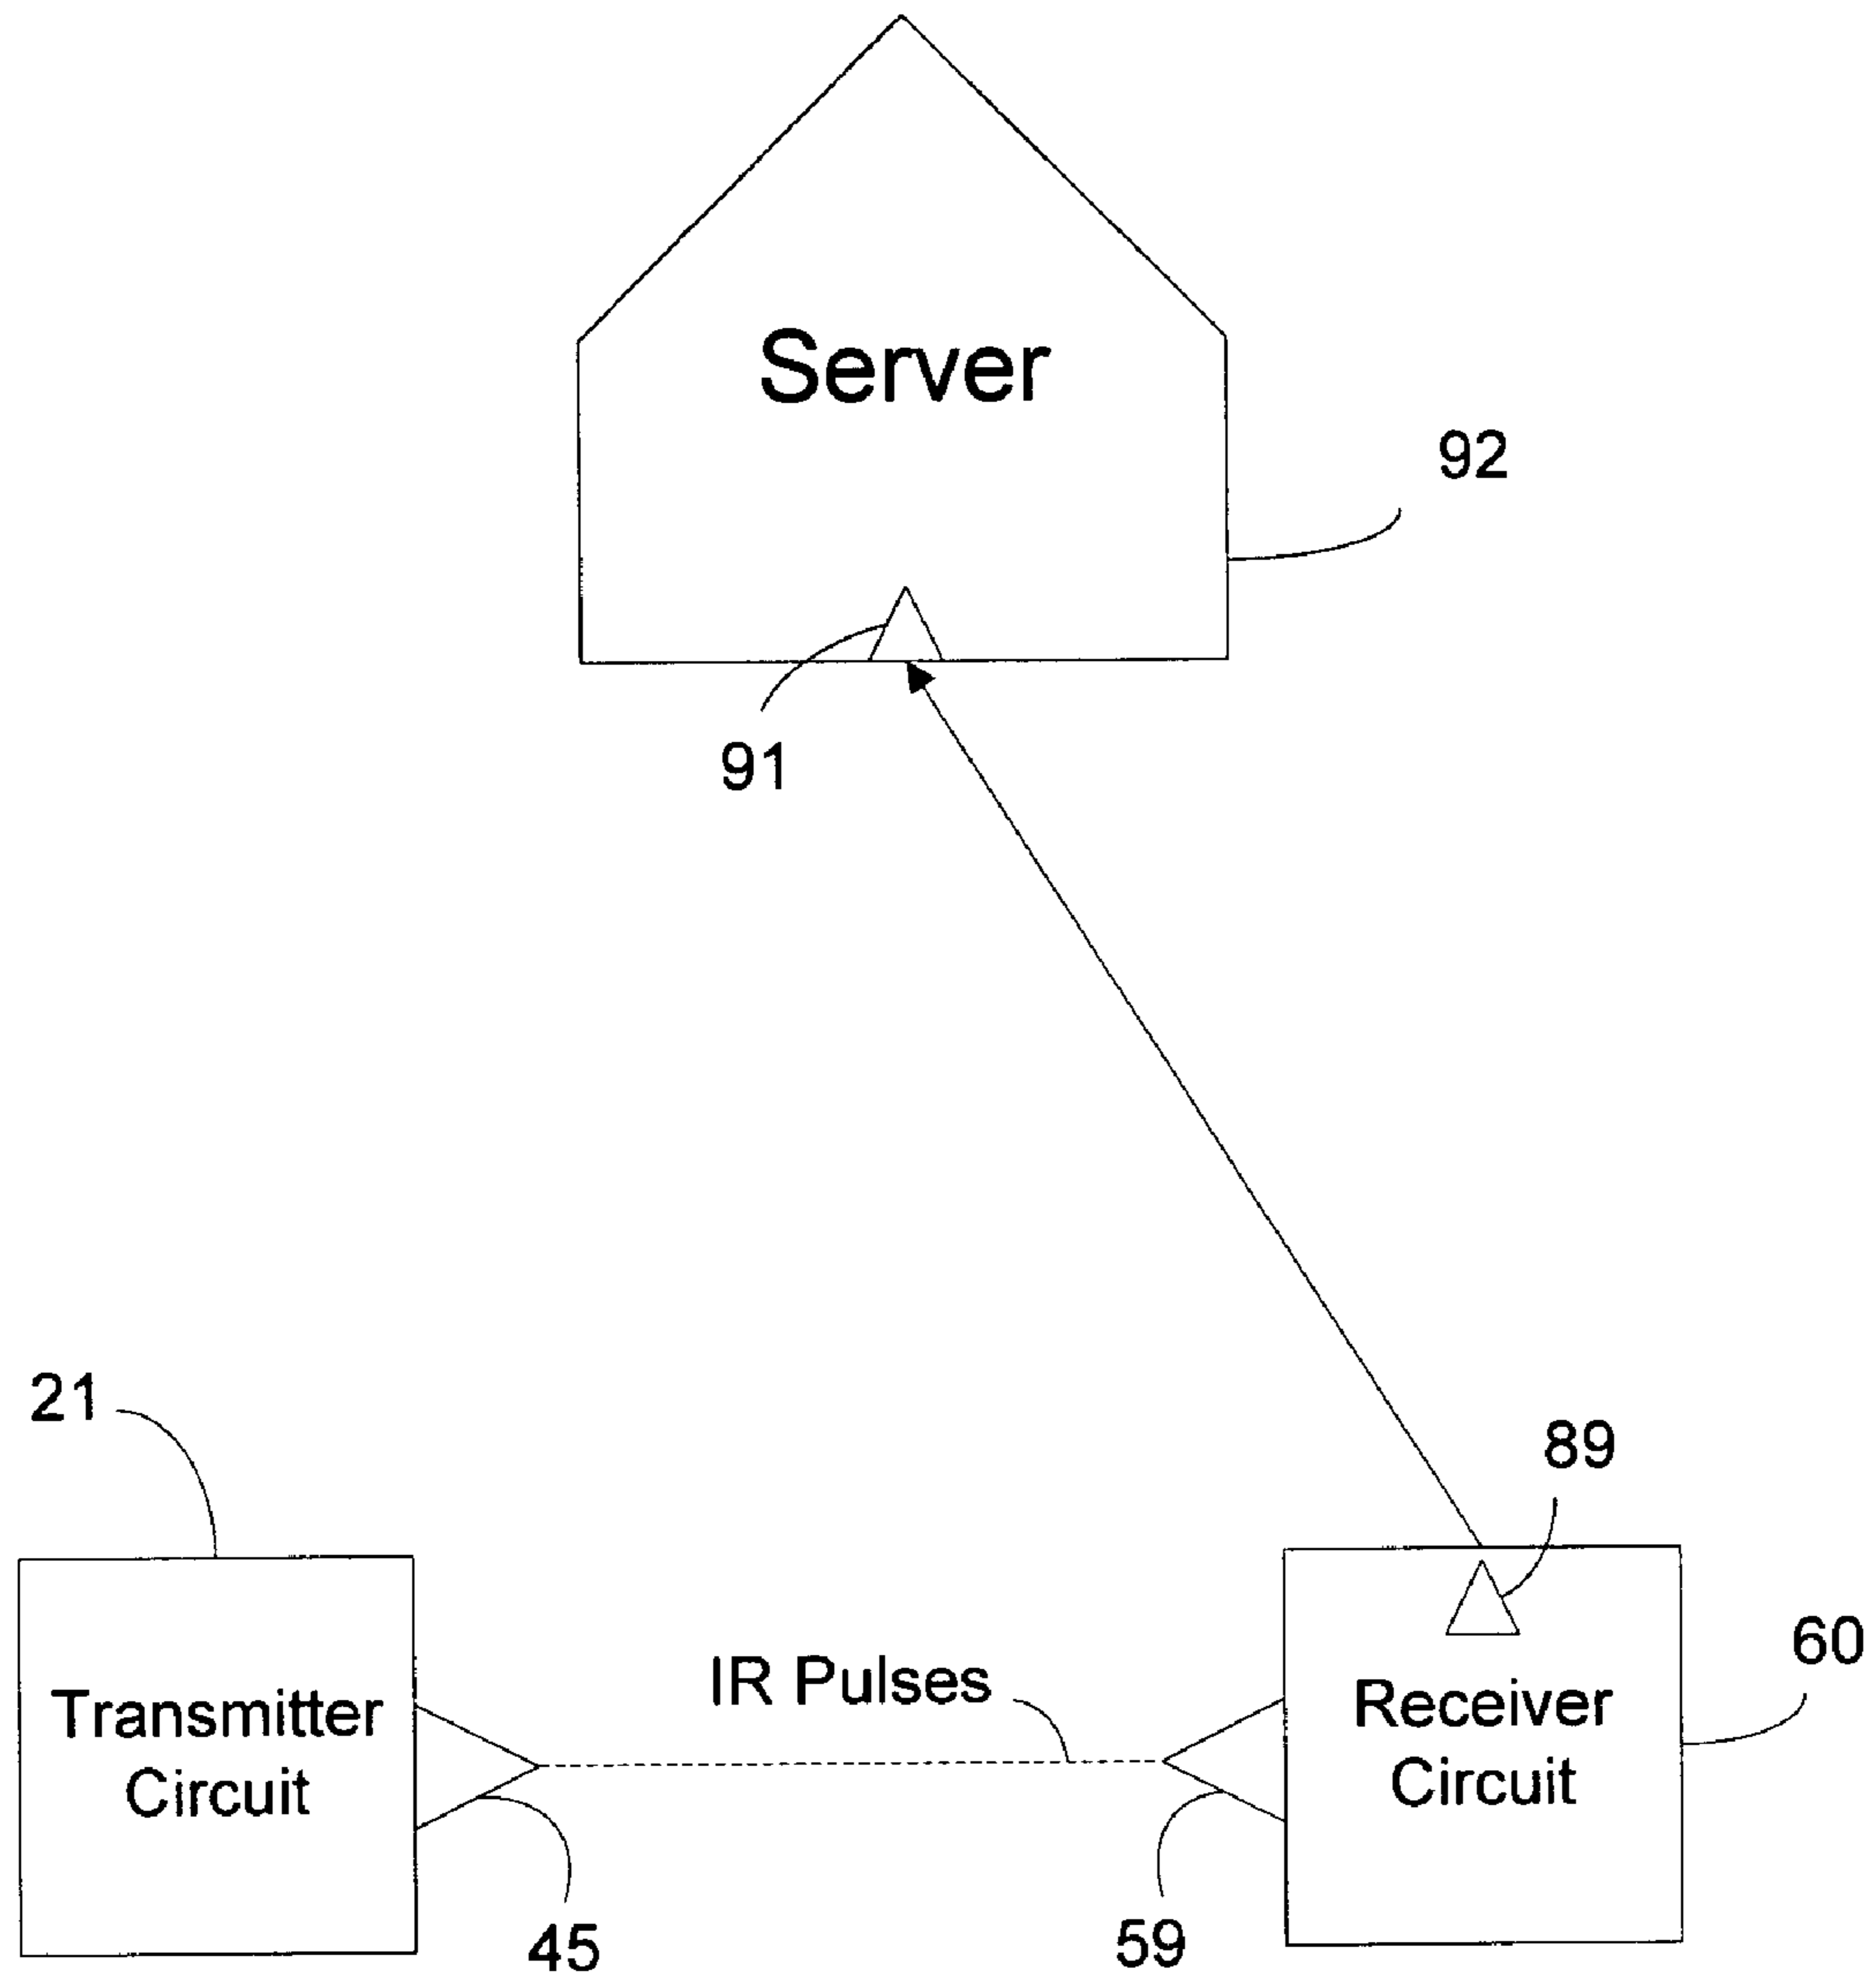 Server
92
91
21
89
60
IR Pulses
Transmitter
Circuit
Receiver
Circuit
45
59